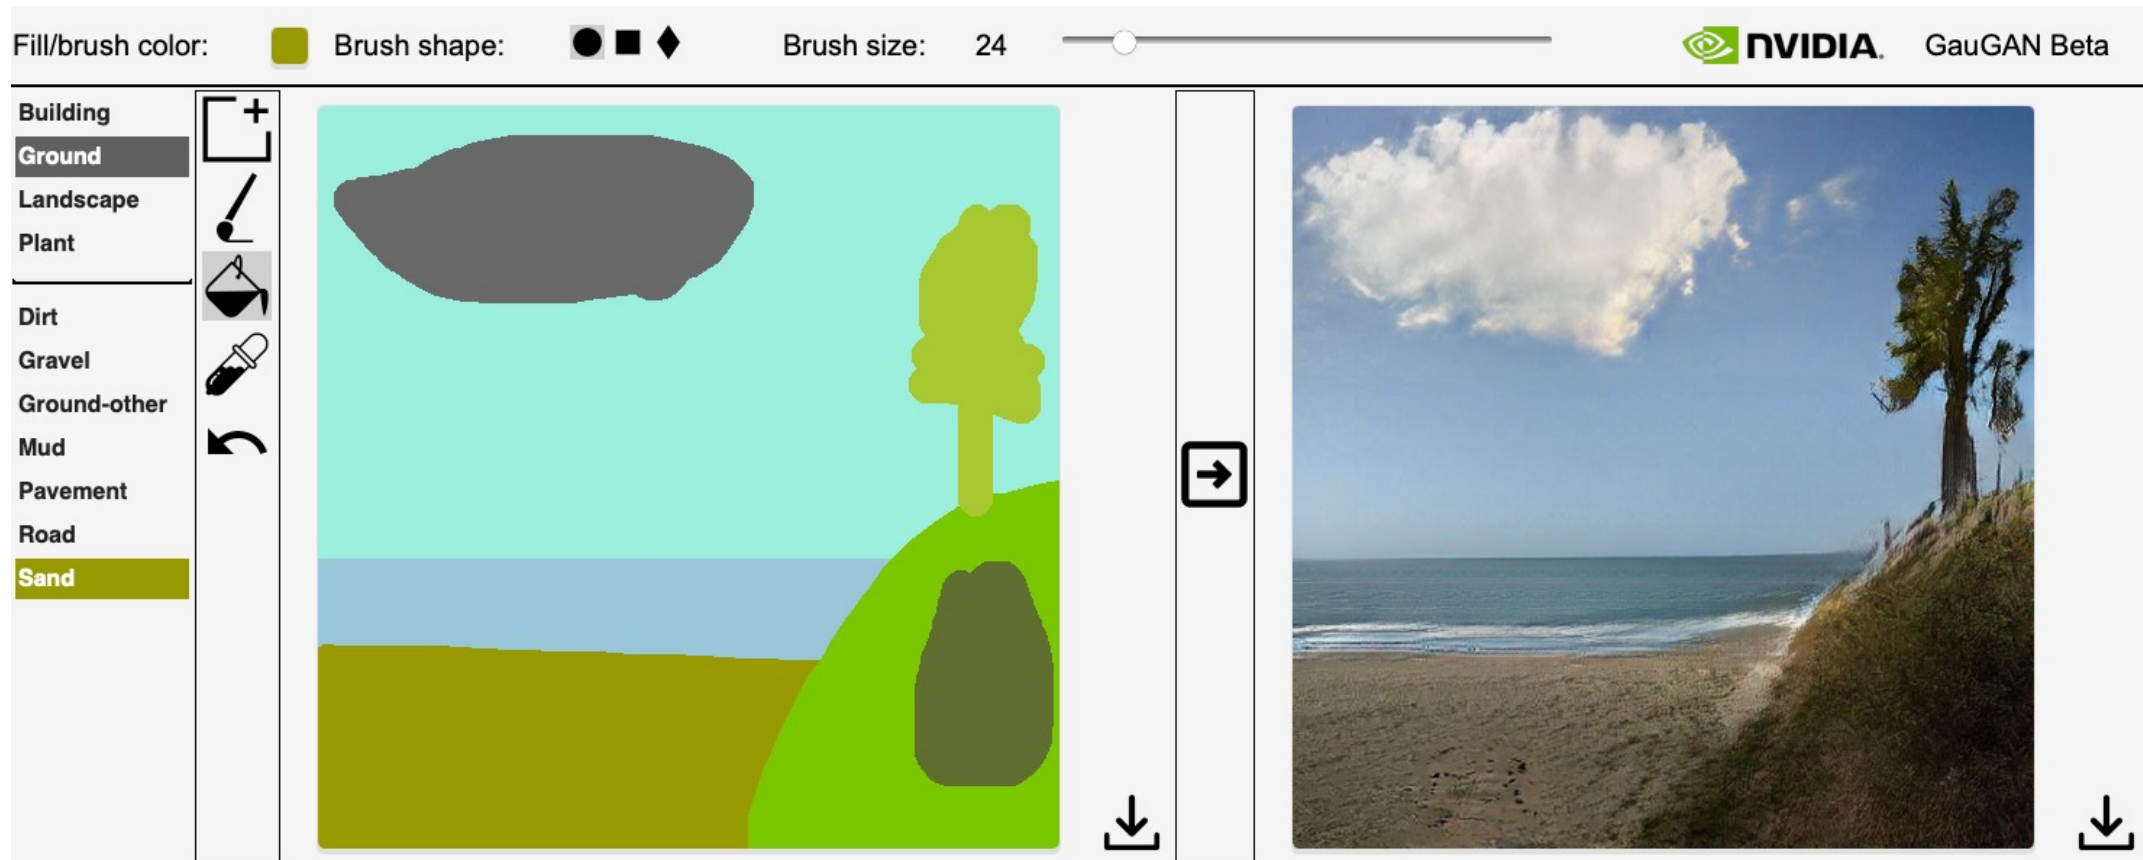 Fill/brush color: Brush shape: Brush size: 24 NVIDIA. GauGAN Beta
Building
Ground
Landscape
Plant
Dirt
Gravel
Ground-other
Mud
Pavement
Road
Sand